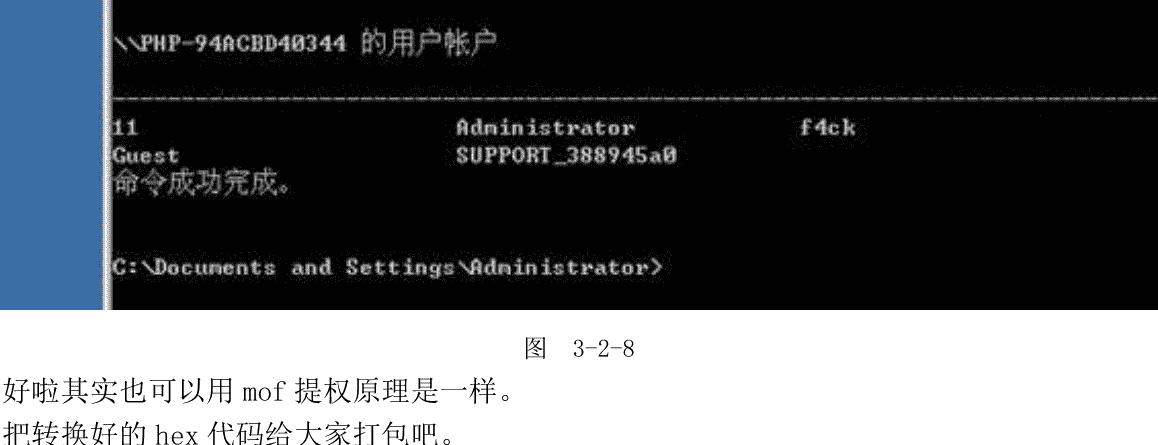 \\PHP-94ACBD40344 的用户帐户
-------------------------------------------------------------------------------
11 Administrator f4ck
Guest SUPPORT_388945a0
命令成功完成。
C:\Documents and Settings\Administrator>
图 3-2-8
好啦其实也可以用 mof 提权原理是一样。
把转换好的 hex 代码给大家打包吧。